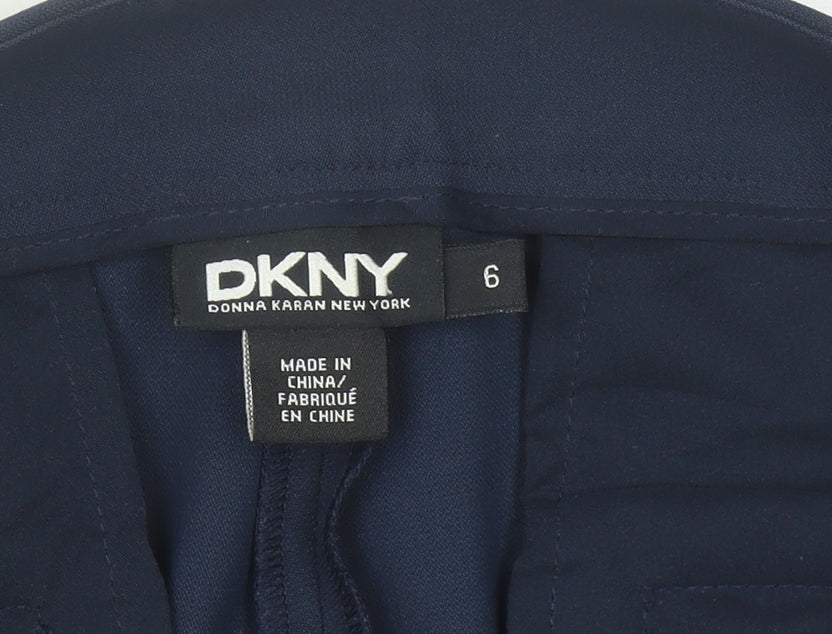 DKNY
DONNA KARAN NEW YORK
6
MADE IN
CHINA/
FABRIQUÉ
EN CHINE